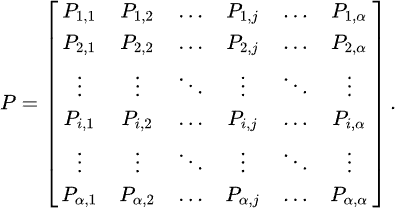 P_{1,1} P_{1,2} … P_{1,j} … P_{1,α}
P_{2,1} P_{2,2} … P_{2,j} … P_{2,α}
⋮ ⋮ ⋱ ⋮ ⋱ ⋮
P = P_{i,1} P_{i,2} … P_{i,j} … P_{i,α} .
⋮ ⋮ ⋱ ⋮ ⋱ ⋮
P_{α,1} P_{α,2} … P_{α,j} … P_{α,α}